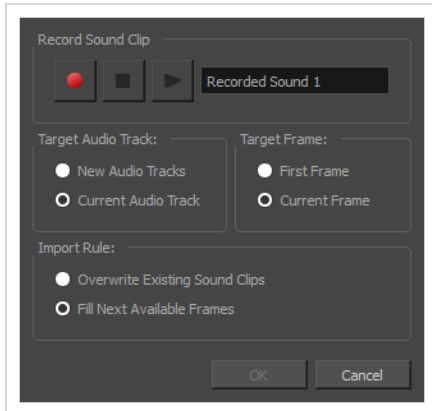 Record Sound Clip
Recorded Sound 1
Target Audio Track:
Target Frame:
New Audio Tracks
First Frame
Current Audio Track
Current Frame
Import Rule:
Overwrite Existing Sound Clips
Fill Next Available Frames
OK
Cancel